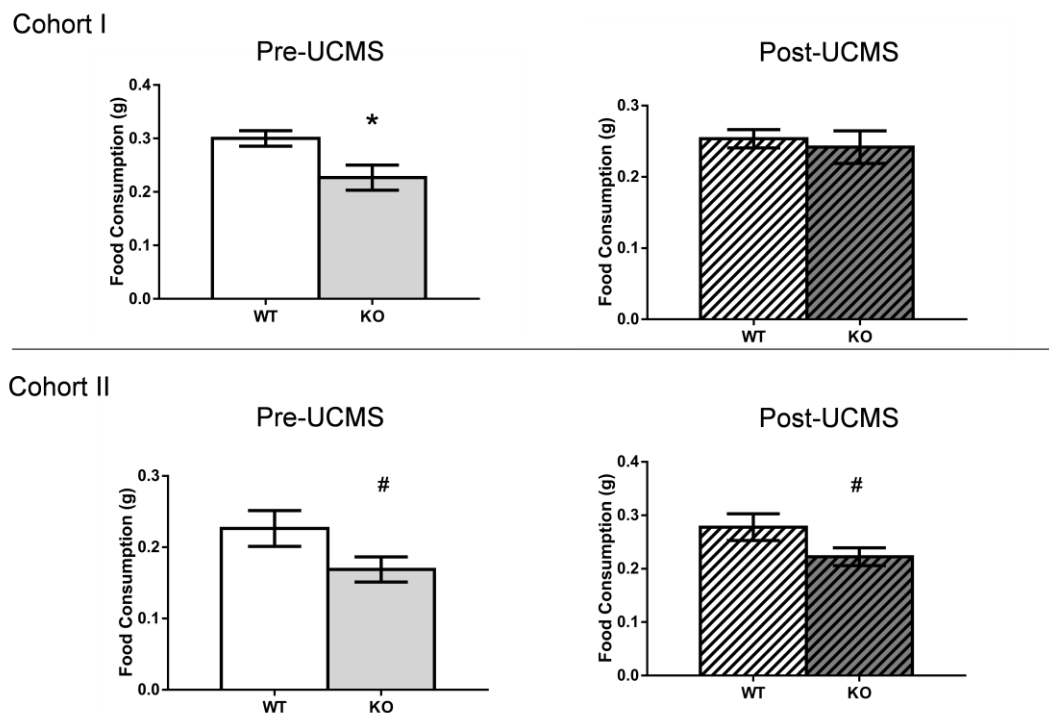 Cohort I
Pre-UCMS
Food Consumption (g)
0.4
0.3
0.2
0.1
0.0
*
WT KO
Post-UCMS
Food Consumption (g)
0.3
0.2
0.1
0.0
WT KO
Cohort II
Pre-UCMS
Food Consumption (g)
0.3
0.2
0.1
0.0
#
WT KO
Post-UCMS
Food Consumption (g)
0.4
0.3
0.2
0.1
0.0
#
WT KO